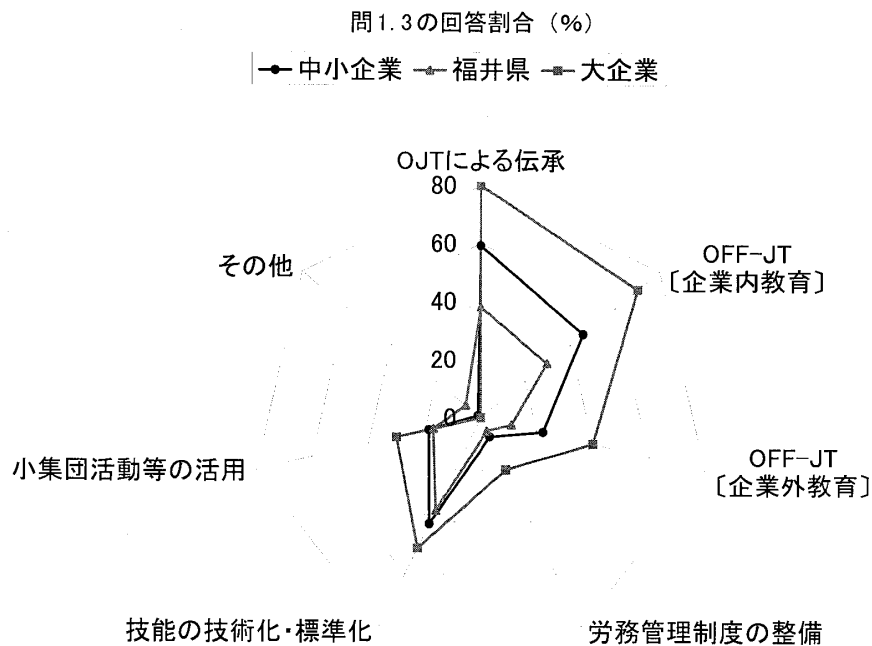 問1.3の回答割合（%）
中小企業 福井県 大企業
OJTによる伝承
80
60
40
20
0
OFF-JT
〔企業内教育〕
OFF-JT
〔企業外教育〕
労務管理制度の整備
技能の技術化・標準化
小集団活動等の活用
その他